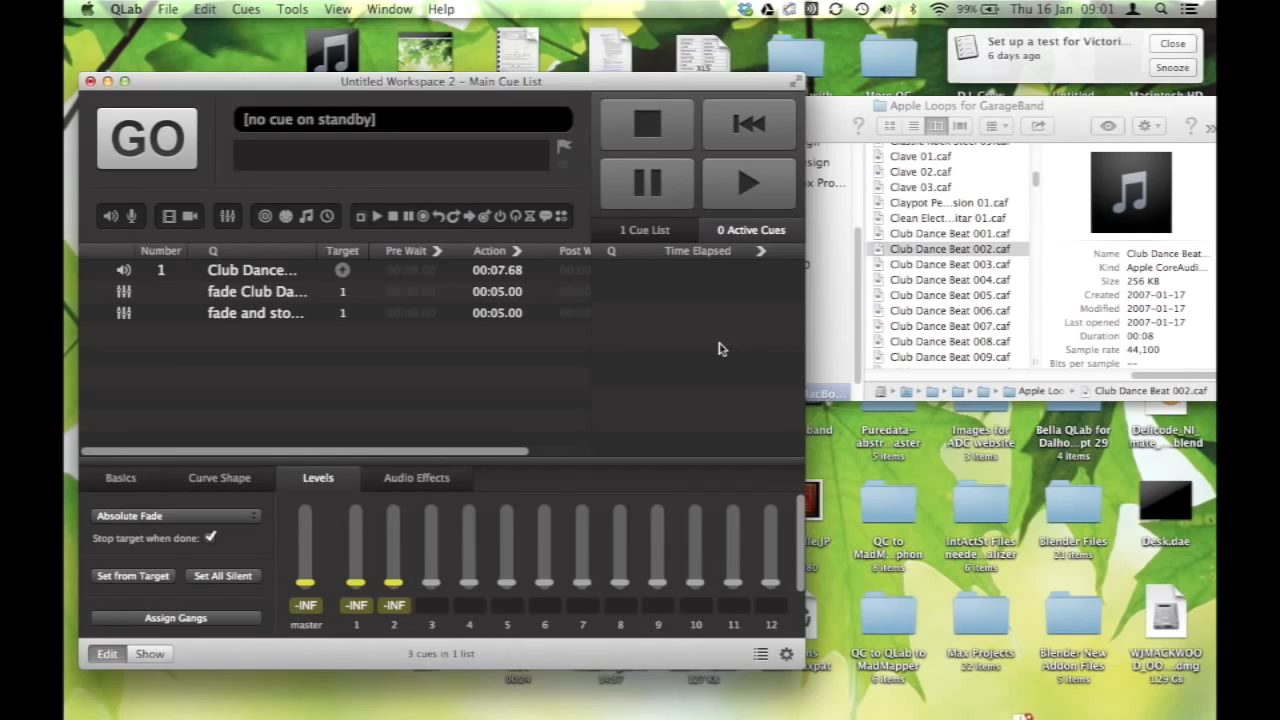 QLab File Edit Cues Tools View Window Help
99% Thu 16 Jan 09:01
XLS
Set up a test for Victori...
6 days ago
Close
Snooze
Untitled Workspace 2 – Main Cue List
GO
[no cue on standby]
1 Cue List
0 Active Cues
Number Q Target Pre Wait Action Post W
Q Time Elapsed
1 Club Dance... 00:07.68
fade Club Da... 1 00:05.00
fade and sto... 1 00:05.00
Basics Curve Shape Levels Audio Effects
Absolute Fade
Stop target when done:
Set from Target Set All Silent
Assign Gangs
-INF -INF -INF
master 1 2 3 4 5 6 7 8 9 10 11 12
Edit Show
3 cues in 1 list
Apple Loops for GarageBand
Clave 01.caf
Clave 02.caf
Clave 03.caf
Claypot Pe...sion 01.caf
Clean Elect...itar 01.caf
Club Dance Beat 001.caf
Club Dance Beat 002.caf
Club Dance Beat 003.caf
Club Dance Beat 004.caf
Club Dance Beat 005.caf
Club Dance Beat 006.caf
Club Dance Beat 007.caf
Club Dance Beat 008.caf
Club Dance Beat 009.caf
Name Club Dance Beat...
Kind Apple CoreAudi...
Size 256 KB
Created 2007-01-17
Modified 2007-01-17
Last opened 2007-01-17
Duration 00:08
Sample rate 44,100
Bits per sample --
Apple Loo
Club Dance Beat 002.caf
Puredata-
abstr...aster
5 items
Images for
ADC website
3 items
Bella QLab for
Dalho...pt 29
4 items
Delicode_NI_
mate_...blend
QC to
MadM...phon
8 items
IntActSt Files
neede...alizer
6 items
Blender Files
21 items
Desk.dae
QC to QLab to
MadMapper
6 items
Max Projects
22 items
Blender New
Addon Files
5 items
WJMACKWOO
D_OO....dmg
1.29 GB